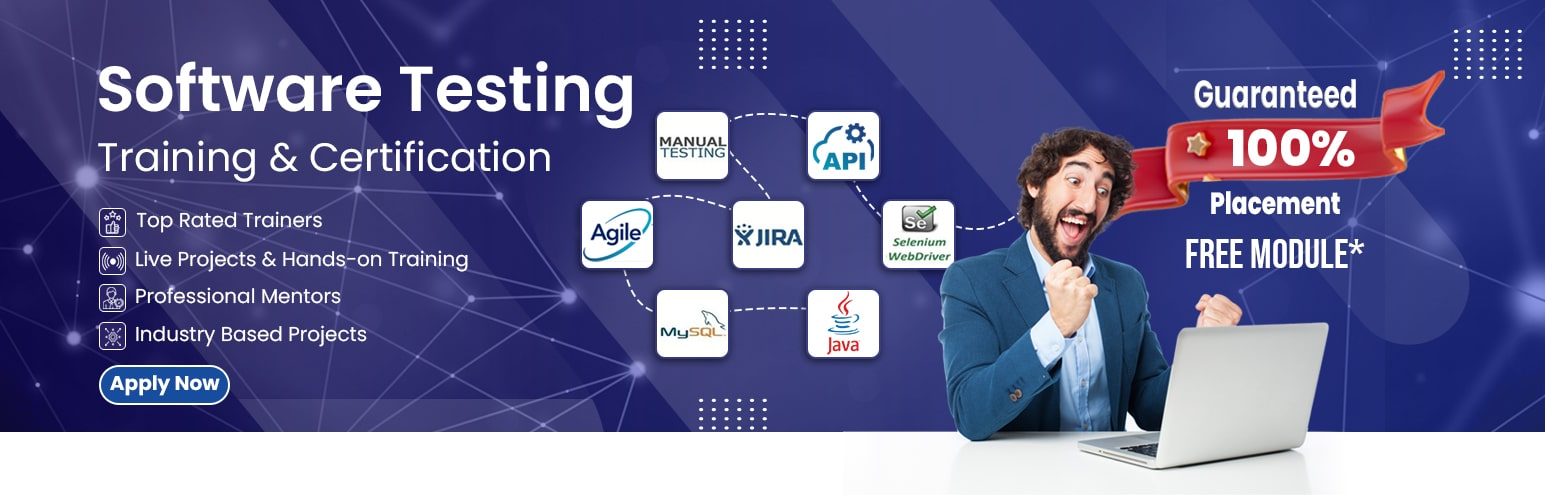 Software Testing
Training & Certification
Top Rated Trainers
Live Projects & Hands-on Training
Professional Mentors
Industry Based Projects
Apply Now
MANUAL
TESTING
API
Agile
JIRA
Se
Selenium
WebDriver
MySQL
Java
Guaranteed
100%
Placement
FREE MODULE*